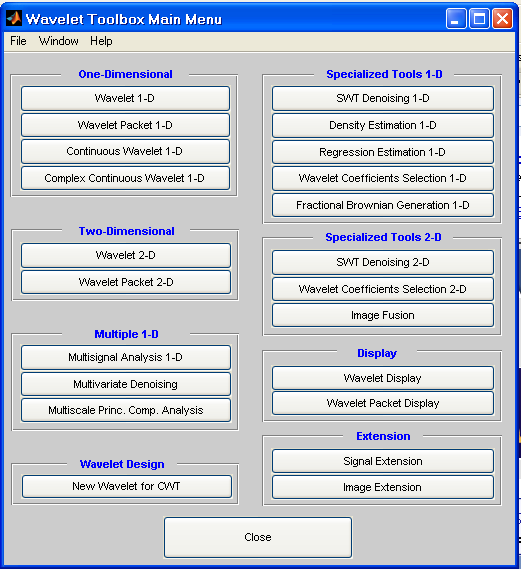 Wavelet Toolbox Main Menu
File Window Help
One-Dimensional
Wavelet 1-D
Wavelet Packet 1-D
Continuous Wavelet 1-D
Complex Continuous Wavelet 1-D
Two-Dimensional
Wavelet 2-D
Wavelet Packet 2-D
Multiple 1-D
Multisignal Analysis 1-D
Multivariate Denoising
Multiscale Princ. Comp. Analysis
Wavelet Design
New Wavelet for CWT
Specialized Tools 1-D
SWT Denoising 1-D
Density Estimation 1-D
Regression Estimation 1-D
Wavelet Coefficients Selection 1-D
Fractional Brownian Generation 1-D
Specialized Tools 2-D
SWT Denoising 2-D
Wavelet Coefficients Selection 2-D
Image Fusion
Display
Wavelet Display
Wavelet Packet Display
Extension
Signal Extension
Image Extension
Close